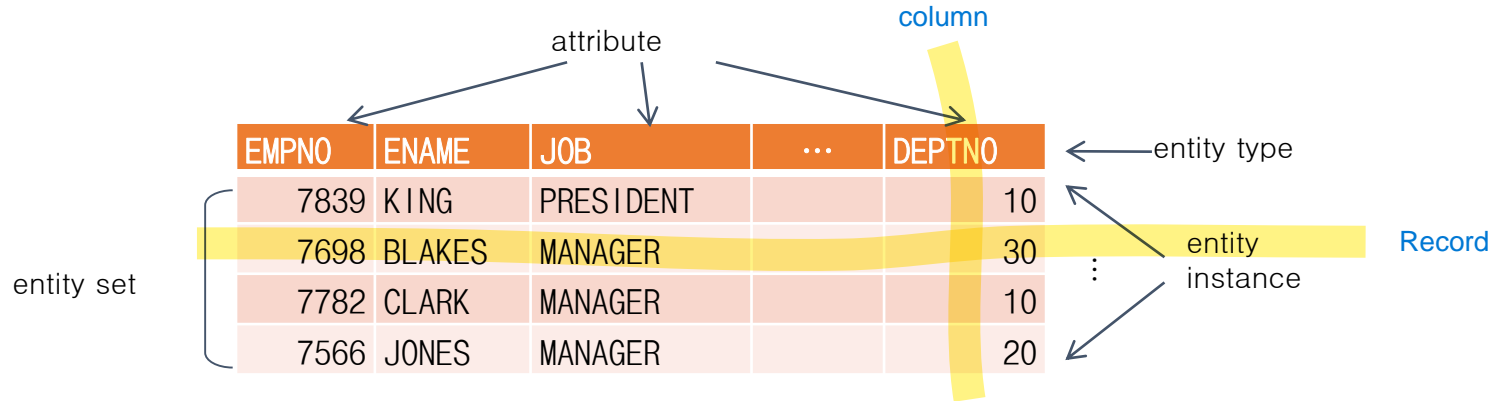 column
attribute
EMPNO ENAME JOB ... DEPTNO
entity type
7839 KING PRESIDENT 10
7698 BLAKES MANAGER 30
Record
entity
instance
⋮
entity set
7782 CLARK MANAGER 10
7566 JONES MANAGER 20